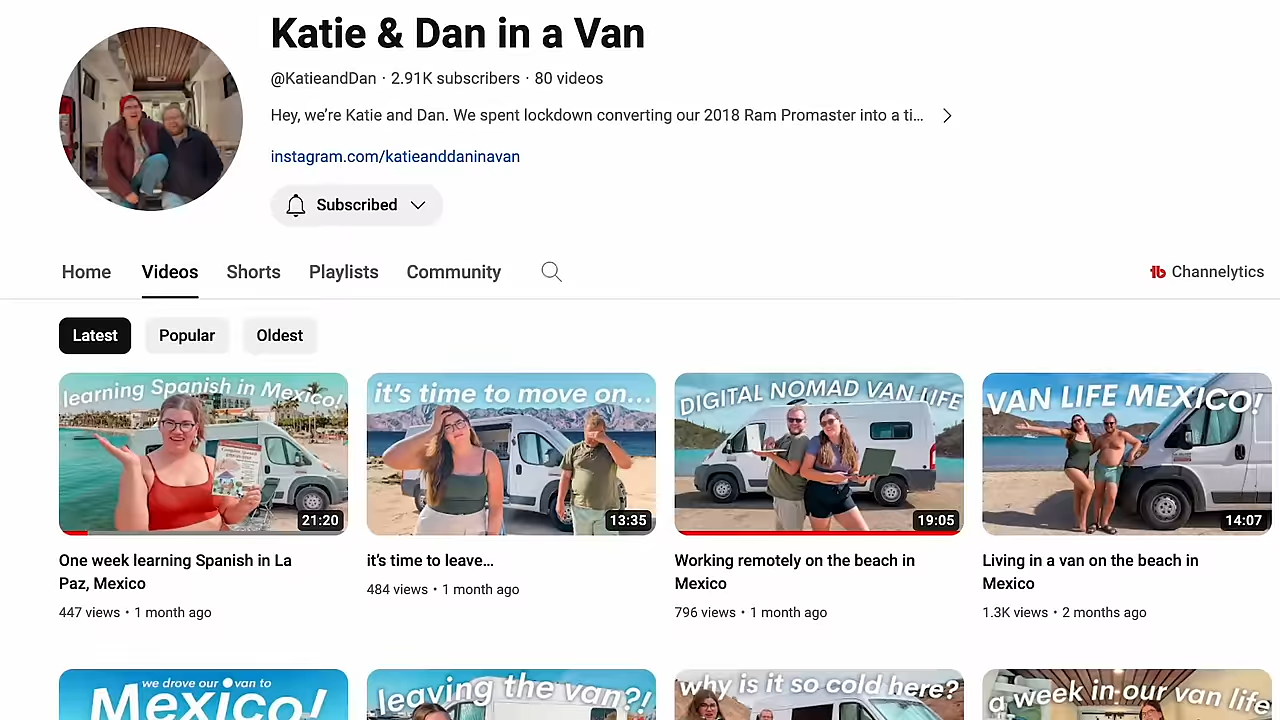 Katie & Dan in a Van
@KatieandDan · 2.91K subscribers · 80 videos
Hey, we're Katie and Dan. We spent lockdown converting our 2018 Ram Promaster into a ti...
instagram.com/katieanddaninavan
Subscribed
Home Videos Shorts Playlists Community
Channelytics
Latest Popular Oldest
learning Spanish in Mexico!
21:20
it's time to move on...
13:35
DIGITAL NOMAD VAN LIFE
19:05
VAN LIFE MEXICO!
14:07
One week learning Spanish in La
Paz, Mexico
447 views · 1 month ago
it's time to leave...
484 views · 1 month ago
Working remotely on the beach in
Mexico
796 views · 1 month ago
Living in a van on the beach in
Mexico
1.3K views · 2 months ago
we drove our van to
Mexico!
leaving the van?!
why is it so cold here?
a week in our van life